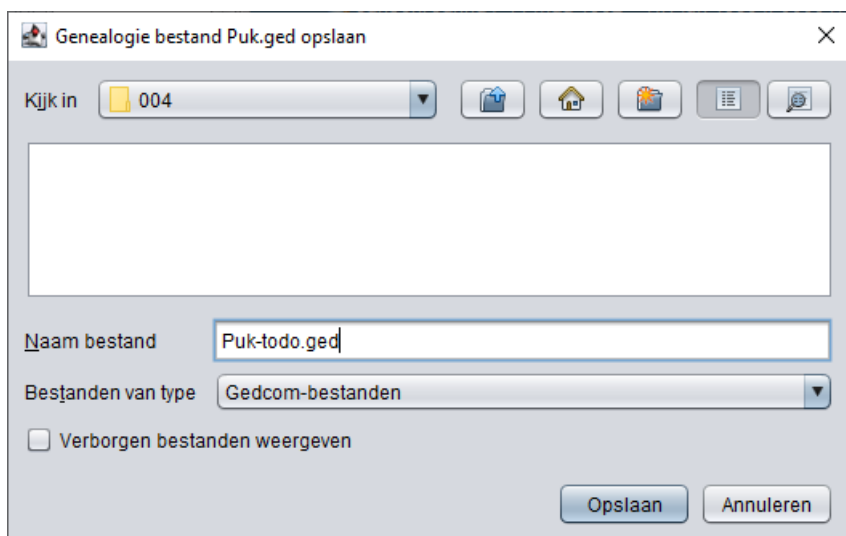 Genealogie bestand Puk.ged opslaan
Kijk in 004
Naam bestand Puk-todo.ged
Bestanden van type Gedcom-bestanden
Verborgen bestanden weergeven
Opslaan Annuleren